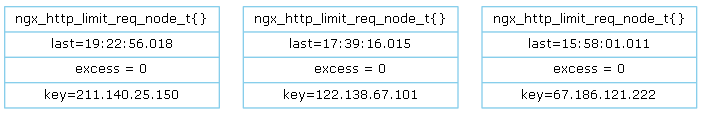 ngx_http_limit_req_node_t{}
last=19:22:56.018
excess = 0
key=211.140.25.150
ngx_http_limit_req_node_t{}
last=17:39:16.015
excess = 0
key=122.138.67.101
ngx_http_limit_req_node_t{}
last=15:58:01.011
excess = 0
key=67.186.121.222